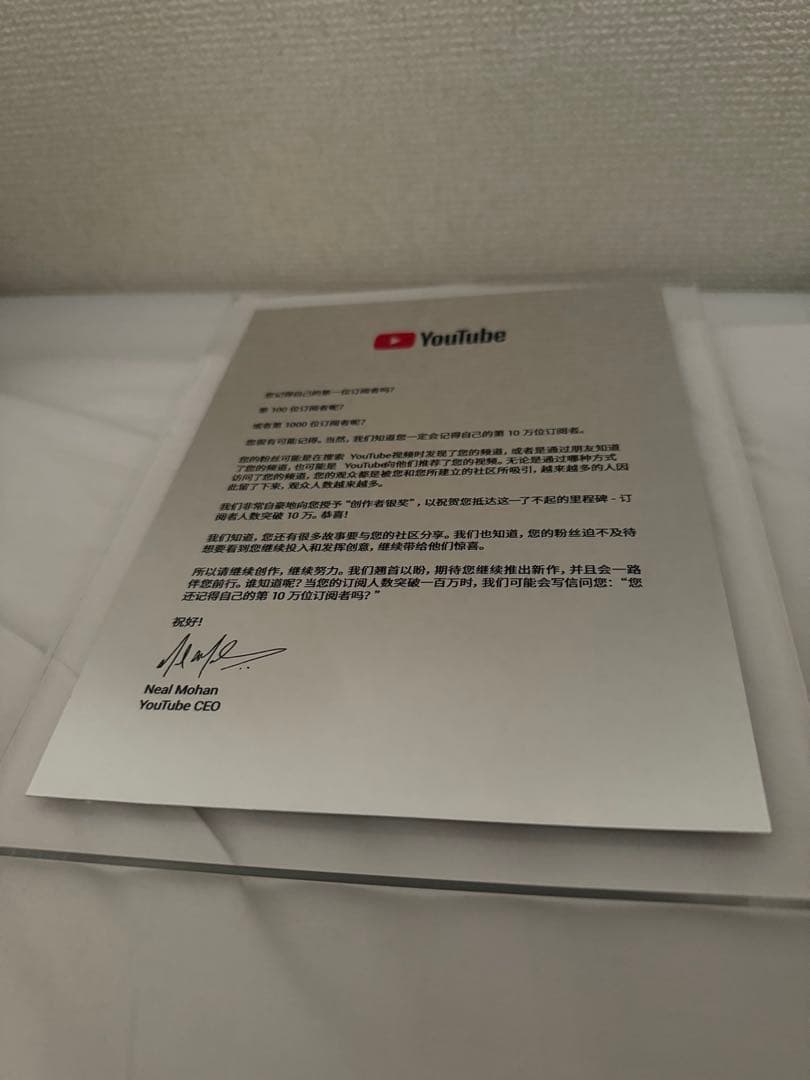 YouTube
您记得自己的第一位订阅者吗?
第 100 位订阅者呢?
或者第 1000 位订阅者呢?
您很有可能记得。当然，我们知道您一定会记得自己的第 10 万位订阅者。
您的粉丝可能是在搜索 YouTube视频时发现了您的频道，或者是通过朋友知道
了您的频道，也可能是 YouTube向他们推荐了您的视频。无论是通过哪种方式
访问了您的频道，您的观众都是被您和您所建立的社区所吸引，越来越多的人因
此留了下来，观众人数越来越多。
我们非常自豪地向您授予“创作者银奖”，以祝贺您抵达这一了不起的里程碑 - 订
阅者人数突破 10 万。恭喜!
我们知道，您还有很多故事要与您的社区分享。我们也知道，您的粉丝迫不及待
想要看到您继续投入和发挥创意，继续带给他们惊喜。
所以请继续创作，继续努力。我们翘首以盼，期待您继续推出新作，并且会一路
伴您前行。谁知道呢? 当您的订阅人数突破一百万时，我们可能会写信问您：“您
还记得自己的第 10 万位订阅者吗? ”
祝好!
Neal Mohan
YouTube CEO